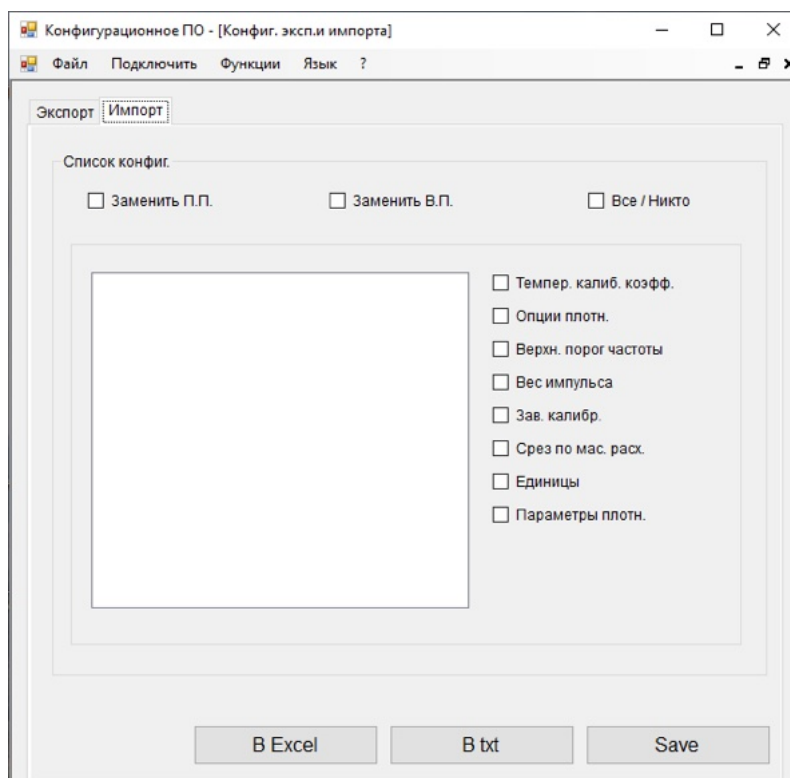 Конфигурационное ПО - [Конфиг. эксп.и импорта]
Файл Подключить Функции Язык ?
Экспорт Импорт
Список конфиг.
Заменить П.П. Заменить В.П. Все / Никто
Темпер. калиб. коэфф.
Опции плотн.
Верхн. порог частоты
Вес импульса
Зав. калибр.
Срез по мас. расх.
Единицы
Параметры плотн.
В Excel В txt Save